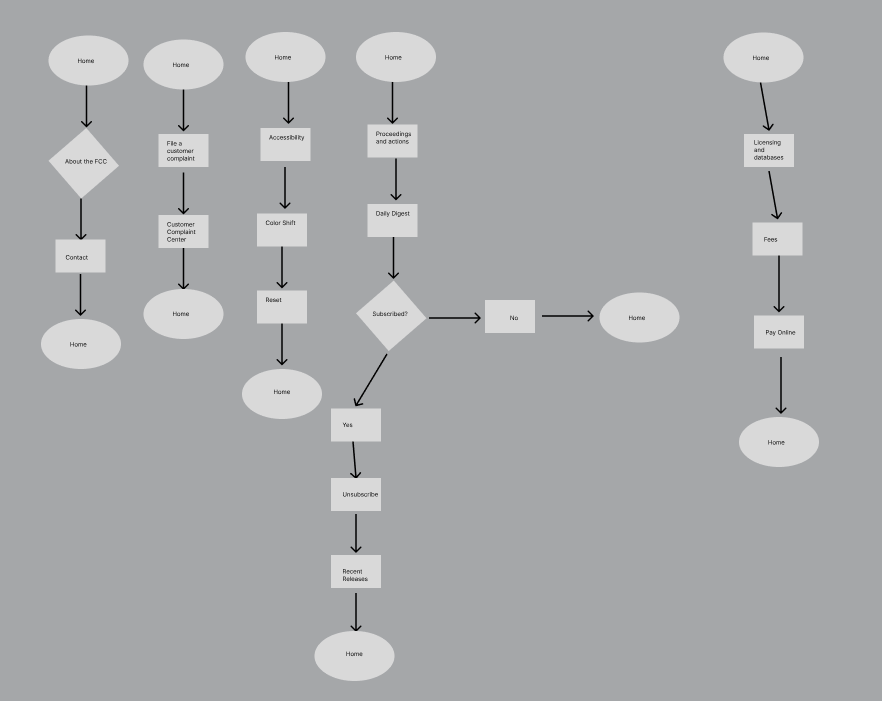 Home
About the FCC
Contact
Home
Home
File a
customer
complaint
Customer
Complaint
Center
Home
Home
Accessibility
Color Shift
Reset
Home
Home
Proceedings
and actions
Daily Digest
Subscribed?
No
Home
Yes
Unsubscribe
Recent
Releases
Home
Home
Licensing
and
databases
Fees
Pay Online
Home